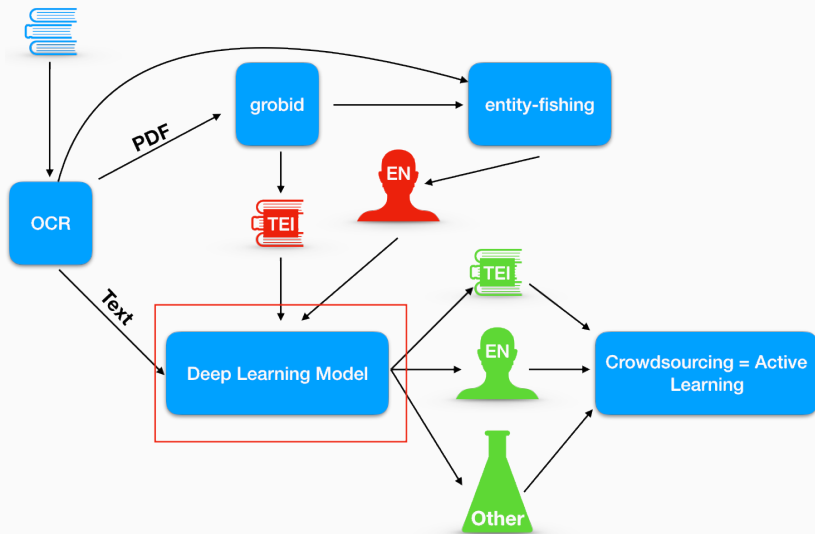 grobid
entity-fishing
PDF
EN
OCR
TEI
TEI
Text
EN
Deep Learning Model
Crowdsourcing = Active
Learning
Other